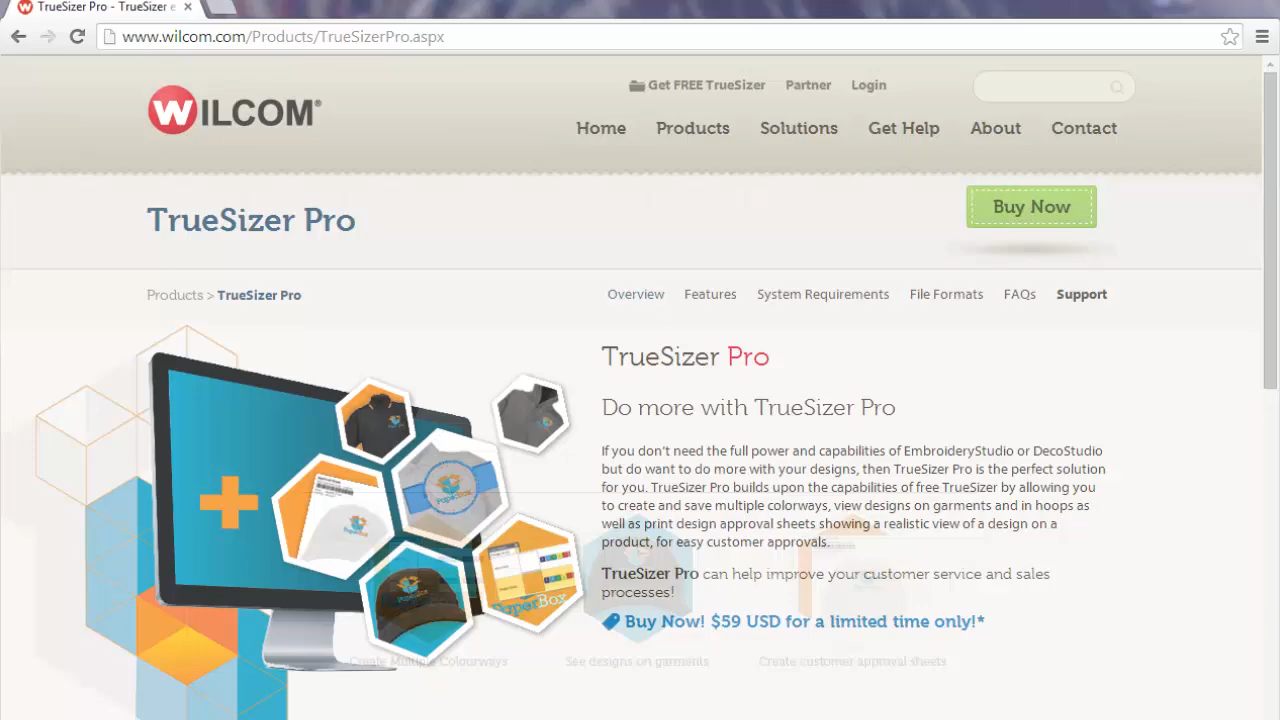 TrueSizer Pro - TrueSizer e
www.wilcom.com/Products/TrueSizerPro.aspx
Get FREE TrueSizer Partner Login
WILCOM®
Home Products Solutions Get Help About Contact
TrueSizer Pro
Buy Now
Products > TrueSizer Pro
Overview Features System Requirements File Formats FAQs Support
TrueSizer Pro
Do more with TrueSizer Pro
If you don't need the full power and capabilities of EmbroideryStudio or DecoStudio
but do want to do more with your designs, then TrueSizer Pro is the perfect solution
for you. TrueSizer Pro builds upon the capabilities of free TrueSizer by allowing you
to create and save multiple colorways, view designs on garments and in hoops as
well as print design approval sheets showing a realistic view of a design on a
product, for easy customer approvals.
TrueSizer Pro can help improve your customer service and sales
processes!
Buy Now! $59 USD for a limited time only!*
PaperBox
Create Multiple Colourways See designs on garments Create customer approval sheets